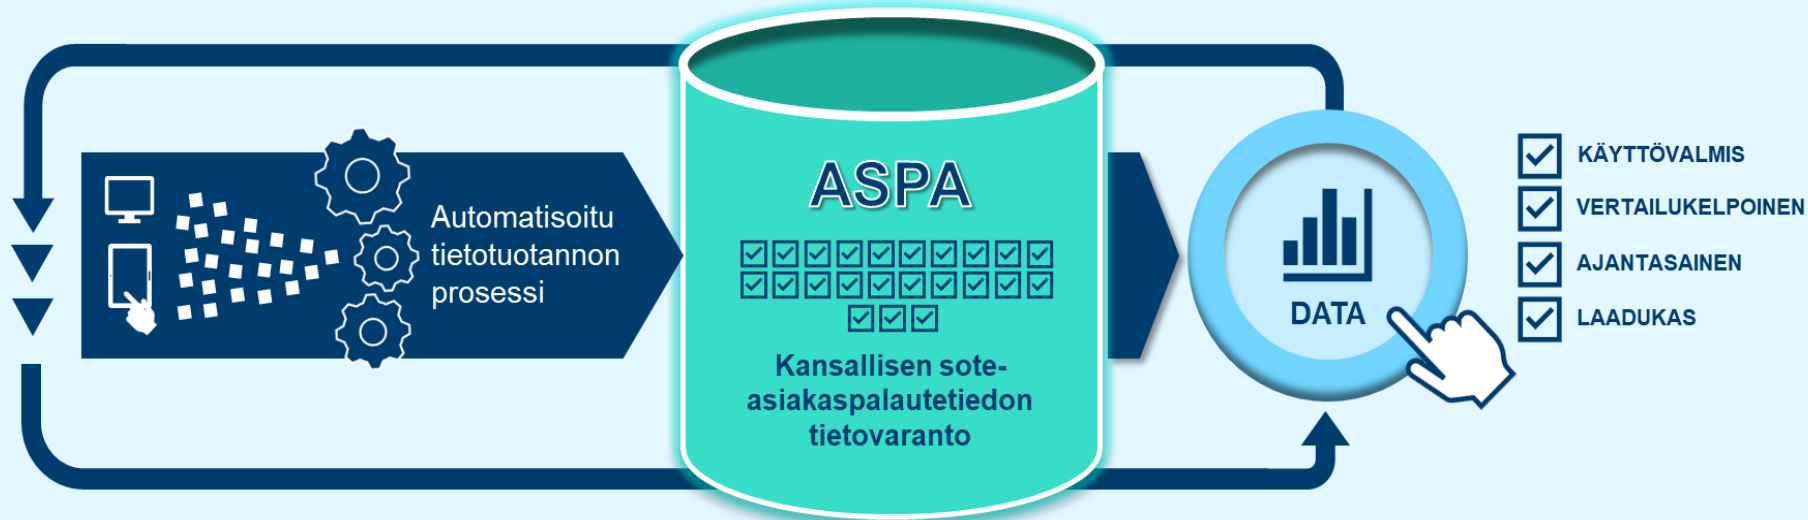 Automatisoitu
tietotuotannon
prosessi
ASPA
Kansallisen sote-
asiakaspalautetiedon
tietovaranto
DATA
KÄYTTÖVALMIS
VERTAILUKELPOINEN
AJANTASAINEN
LAADUKAS